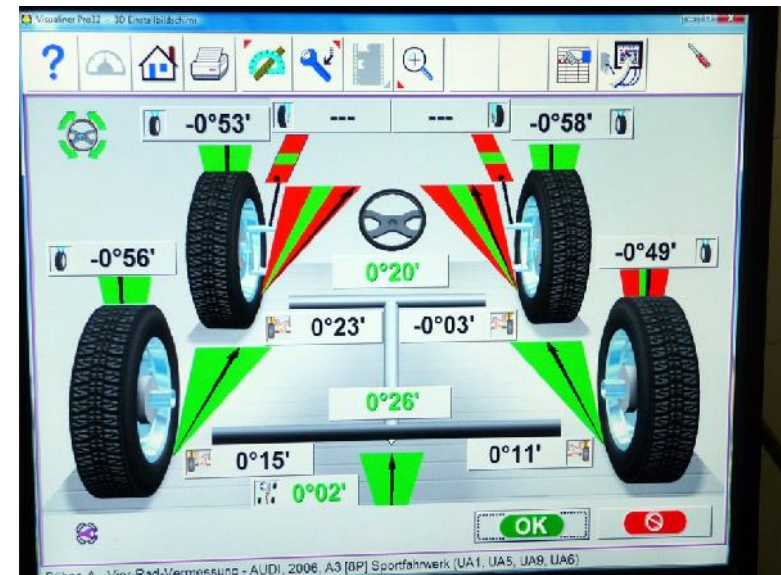 Visualiner Pro32 - 3D Einstellbildschirm
?
-0°53' --- --- -0°58'
-0°56' -0°49'
0°20'
0°23' -0°03'
0°26'
0°15' 0°11'
0°02'
OK
Vier-Rad-Vermessung - AUDI, 2006, A3 [8P] Sportfahrwerk (UA1, UA5, UA9, UA6)